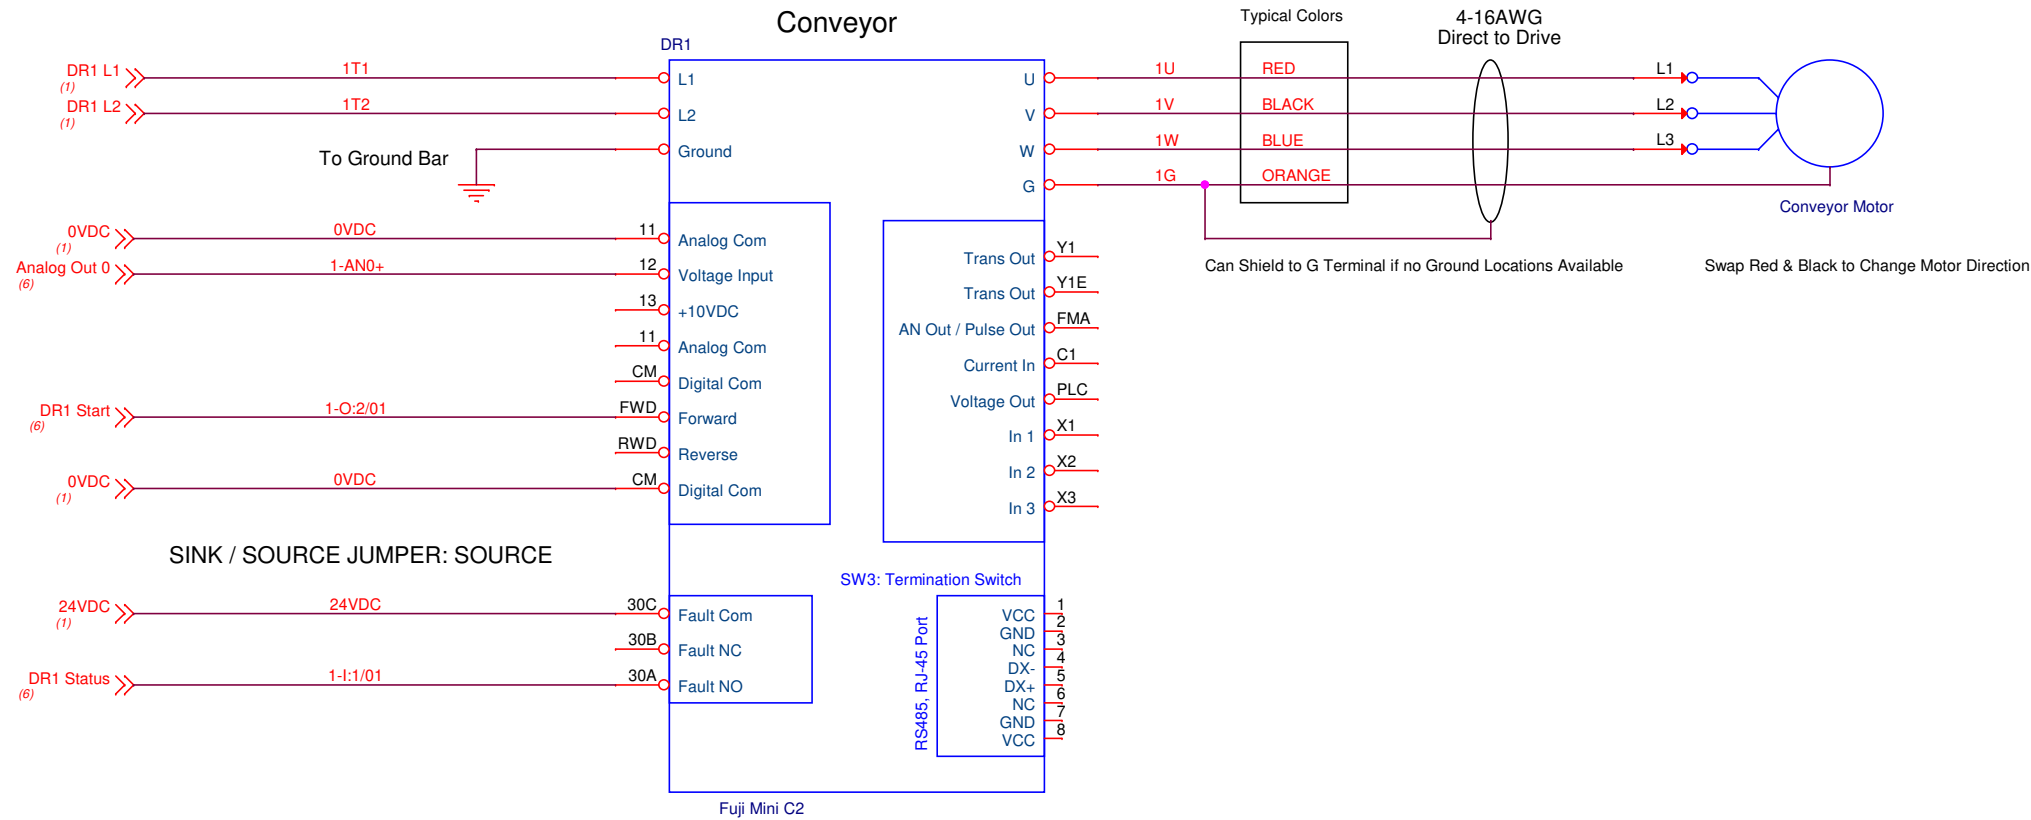 Conveyor
DR1
DR1 L1
(1)
1T1
L1
DR1 L2
(1)
1T2
L2
To Ground Bar
Ground
0VDC
(1)
0VDC
11
Analog Com
Analog Out 0
(6)
1-AN0+
12
Voltage Input
13
+10VDC
11
Analog Com
CM
Digital Com
DR1 Start
(6)
1-O:2/01
FWD
Forward
RWD
Reverse
0VDC
(1)
0VDC
CM
Digital Com
SINK / SOURCE JUMPER: SOURCE
24VDC
(1)
24VDC
30C
Fault Com
30B
Fault NC
DR1 Status
(6)
1-I:1/01
30A
Fault NO
Typical Colors
4-16AWG
Direct to Drive
U
1U
RED
L1
V
1V
BLACK
L2
W
1W
BLUE
L3
G
1G
ORANGE
Conveyor Motor
Can Shield to G Terminal if no Ground Locations Available
Swap Red & Black to Change Motor Direction
Trans Out
Y1
Trans Out
Y1E
AN Out / Pulse Out
FMA
Current In
C1
Voltage Out
PLC
In 1
X1
In 2
X2
In 3
X3
SW3: Termination Switch
RS485, RJ-45 Port
VCC
1
GND
2
NC
3
DX-
4
DX+
5
NC
6
GND
7
VCC
8
Fuji Mini C2